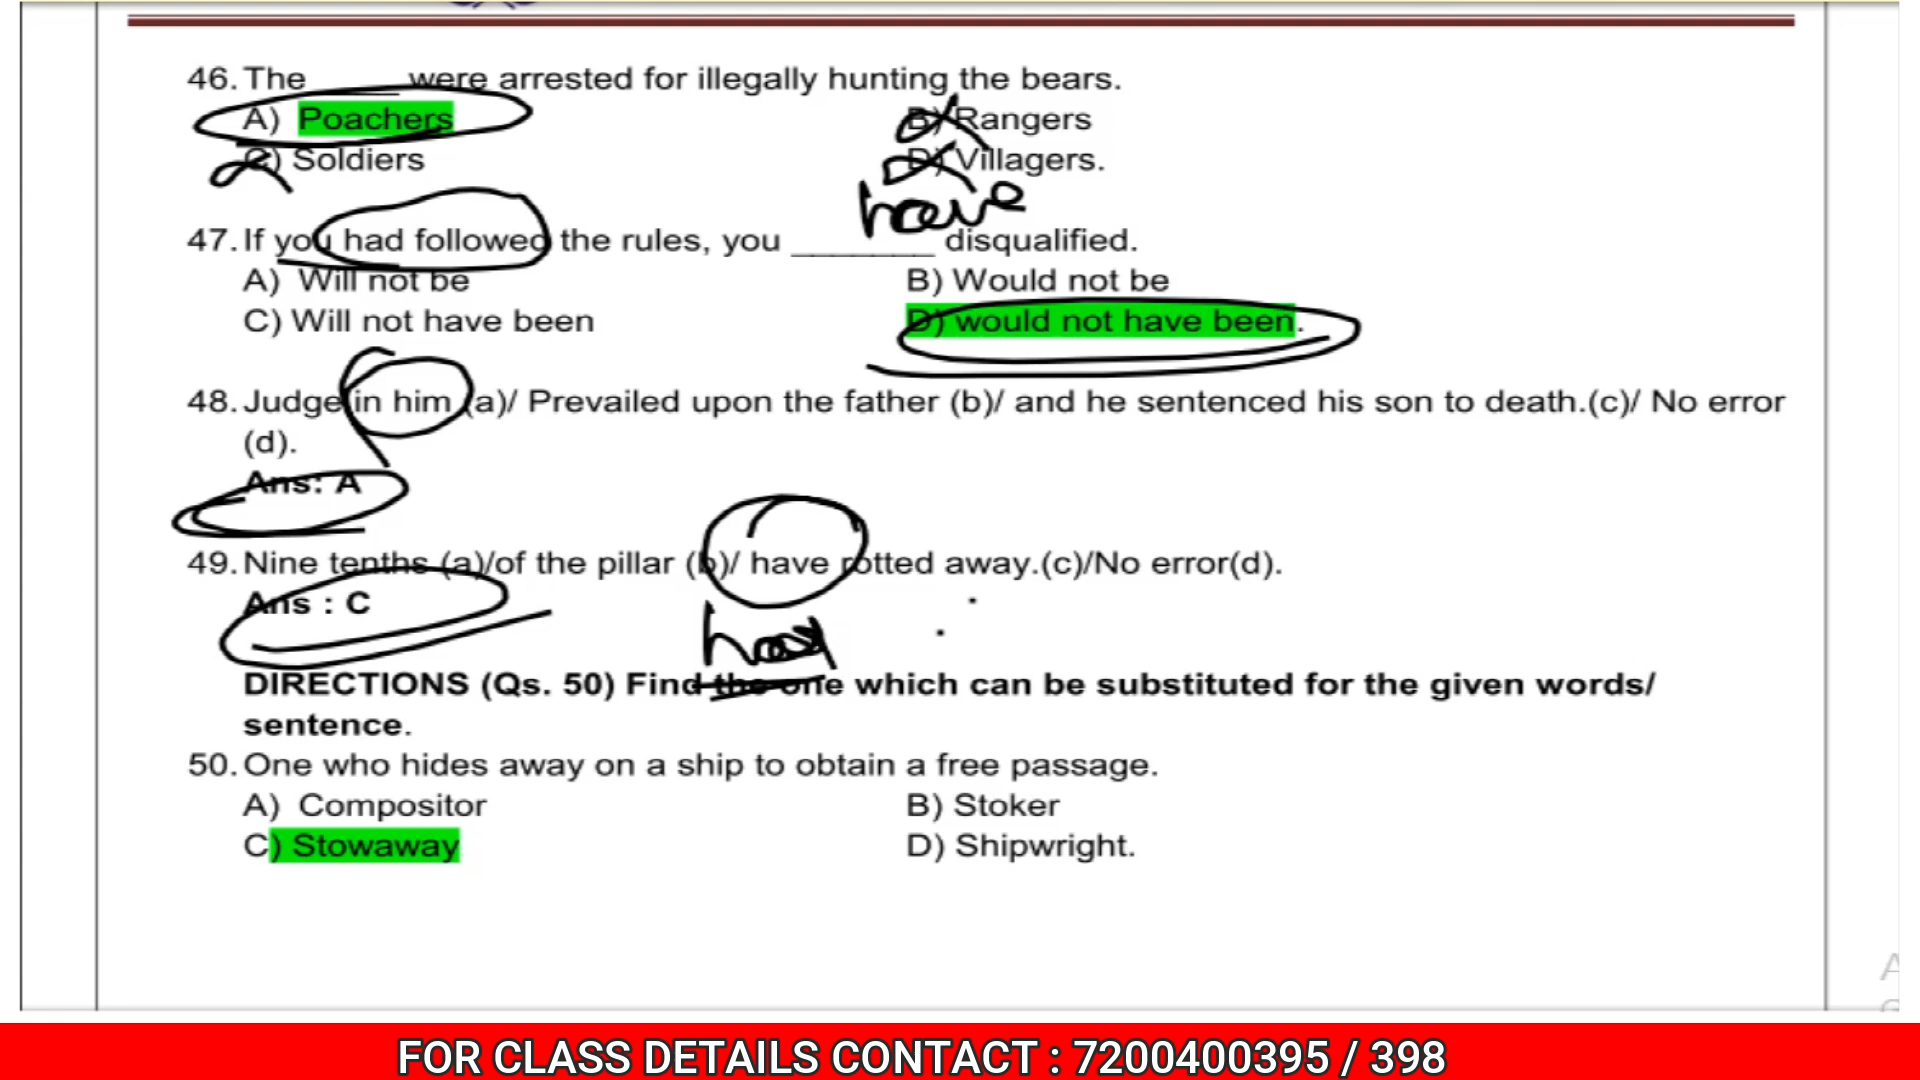 46. The _____ were arrested for illegally hunting the bears.
A) Poachers B) Rangers
C) Soldiers D) Villagers.
have
47. If you had followed the rules, you _______ disqualified.
A) Will not be B) Would not be
C) Will not have been D) would not have been.
48. Judge in him (a)/ Prevailed upon the father (b)/ and he sentenced his son to death.(c)/ No error
(d).
Ans: A
49. Nine tenths (a)/of the pillar (b)/ have rotted away.(c)/No error(d).
Ans : C
has
DIRECTIONS (Qs. 50) Find the one which can be substituted for the given words/
sentence.
50. One who hides away on a ship to obtain a free passage.
A) Compositor B) Stoker
C) Stowaway D) Shipwright.
FOR CLASS DETAILS CONTACT : 7200400395 / 398